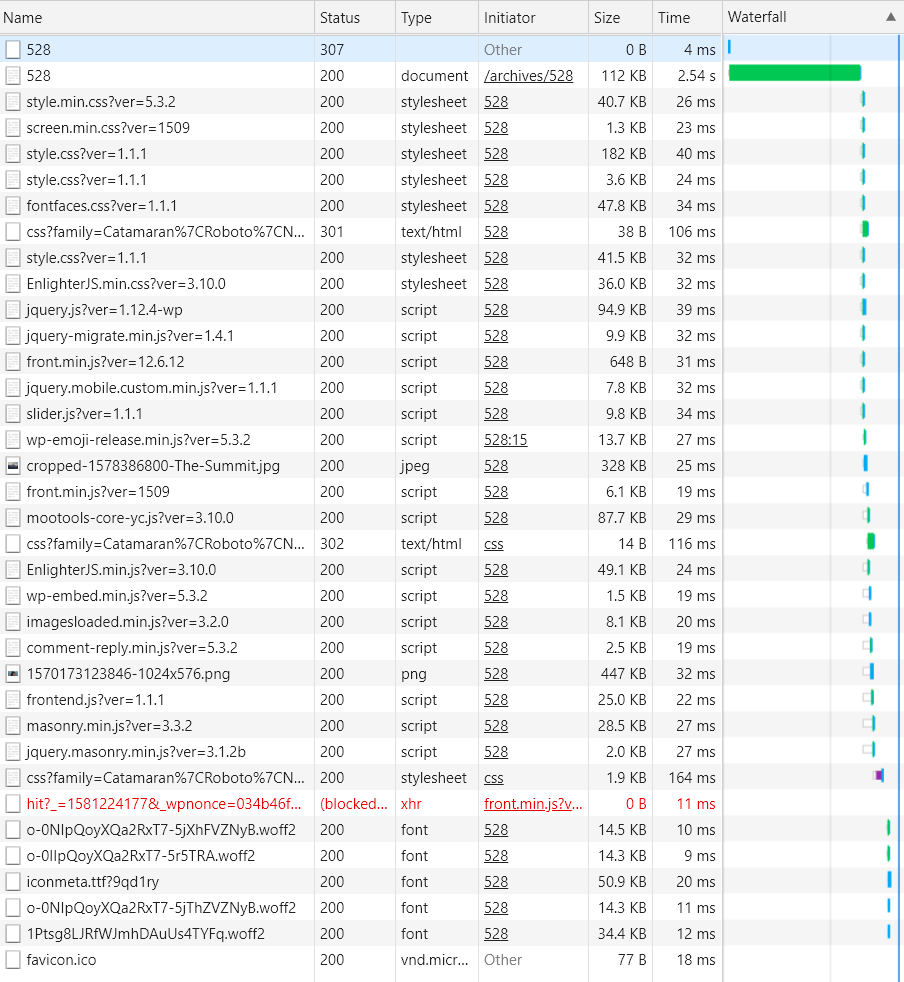 Name Status Type Initiator Size Time Waterfall ▲
528 307 Other 0 B 4 ms
528 200 document /archives/528 112 KB 2.54 s
style.min.css?ver=5.3.2 200 stylesheet 528 40.7 KB 26 ms
screen.min.css?ver=1509 200 stylesheet 528 1.3 KB 23 ms
style.css?ver=1.1.1 200 stylesheet 528 182 KB 40 ms
style.css?ver=1.1.1 200 stylesheet 528 3.6 KB 24 ms
fontfaces.css?ver=1.1.1 200 stylesheet 528 47.8 KB 34 ms
css?family=Catamaran%7CRoboto%7CN... 301 text/html 528 38 B 106 ms
style.css?ver=1.1.1 200 stylesheet 528 41.5 KB 32 ms
EnlighterJS.min.css?ver=3.10.0 200 stylesheet 528 36.0 KB 32 ms
jquery.js?ver=1.12.4-wp 200 script 528 94.9 KB 39 ms
jquery-migrate.min.js?ver=1.4.1 200 script 528 9.9 KB 32 ms
front.min.js?ver=12.6.12 200 script 528 648 B 31 ms
jquery.mobile.custom.min.js?ver=1.1.1 200 script 528 7.8 KB 32 ms
slider.js?ver=1.1.1 200 script 528 9.8 KB 34 ms
wp-emoji-release.min.js?ver=5.3.2 200 script 528:15 13.7 KB 27 ms
cropped-1578386800-The-Summit.jpg 200 jpeg 528 328 KB 25 ms
front.min.js?ver=1509 200 script 528 6.1 KB 19 ms
mootools-core-yc.js?ver=3.10.0 200 script 528 87.7 KB 29 ms
css?family=Catamaran%7CRoboto%7CN... 302 text/html css 14 B 116 ms
EnlighterJS.min.js?ver=3.10.0 200 script 528 49.1 KB 24 ms
wp-embed.min.js?ver=5.3.2 200 script 528 1.5 KB 19 ms
imagesloaded.min.js?ver=3.2.0 200 script 528 8.1 KB 20 ms
comment-reply.min.js?ver=5.3.2 200 script 528 2.5 KB 19 ms
1570173123846-1024x576.png 200 png 528 447 KB 32 ms
frontend.js?ver=1.1.1 200 script 528 25.0 KB 22 ms
masonry.min.js?ver=3.3.2 200 script 528 28.5 KB 27 ms
jquery.masonry.min.js?ver=3.1.2b 200 script 528 2.0 KB 27 ms
css?family=Catamaran%7CRoboto%7CN... 200 stylesheet css 1.9 KB 164 ms
hit?_=1581224177&_wpnonce=034b46f... (blocked... xhr front.min.js?v... 0 B 11 ms
o-0NIpQoyXQa2RxT7-5jXhFVZNyB.woff2 200 font 528 14.5 KB 10 ms
o-0IIpQoyXQa2RxT7-5r5TRA.woff2 200 font 528 14.3 KB 9 ms
iconmeta.ttf?9qd1ry 200 font 528 50.9 KB 20 ms
o-0NIpQoyXQa2RxT7-5jThZVZNyB.woff2 200 font 528 14.3 KB 11 ms
1Ptsg8LJRfWJmhDAuUs4TYFq.woff2 200 font 528 34.4 KB 12 ms
favicon.ico 200 vnd.micr... Other 77 B 18 ms